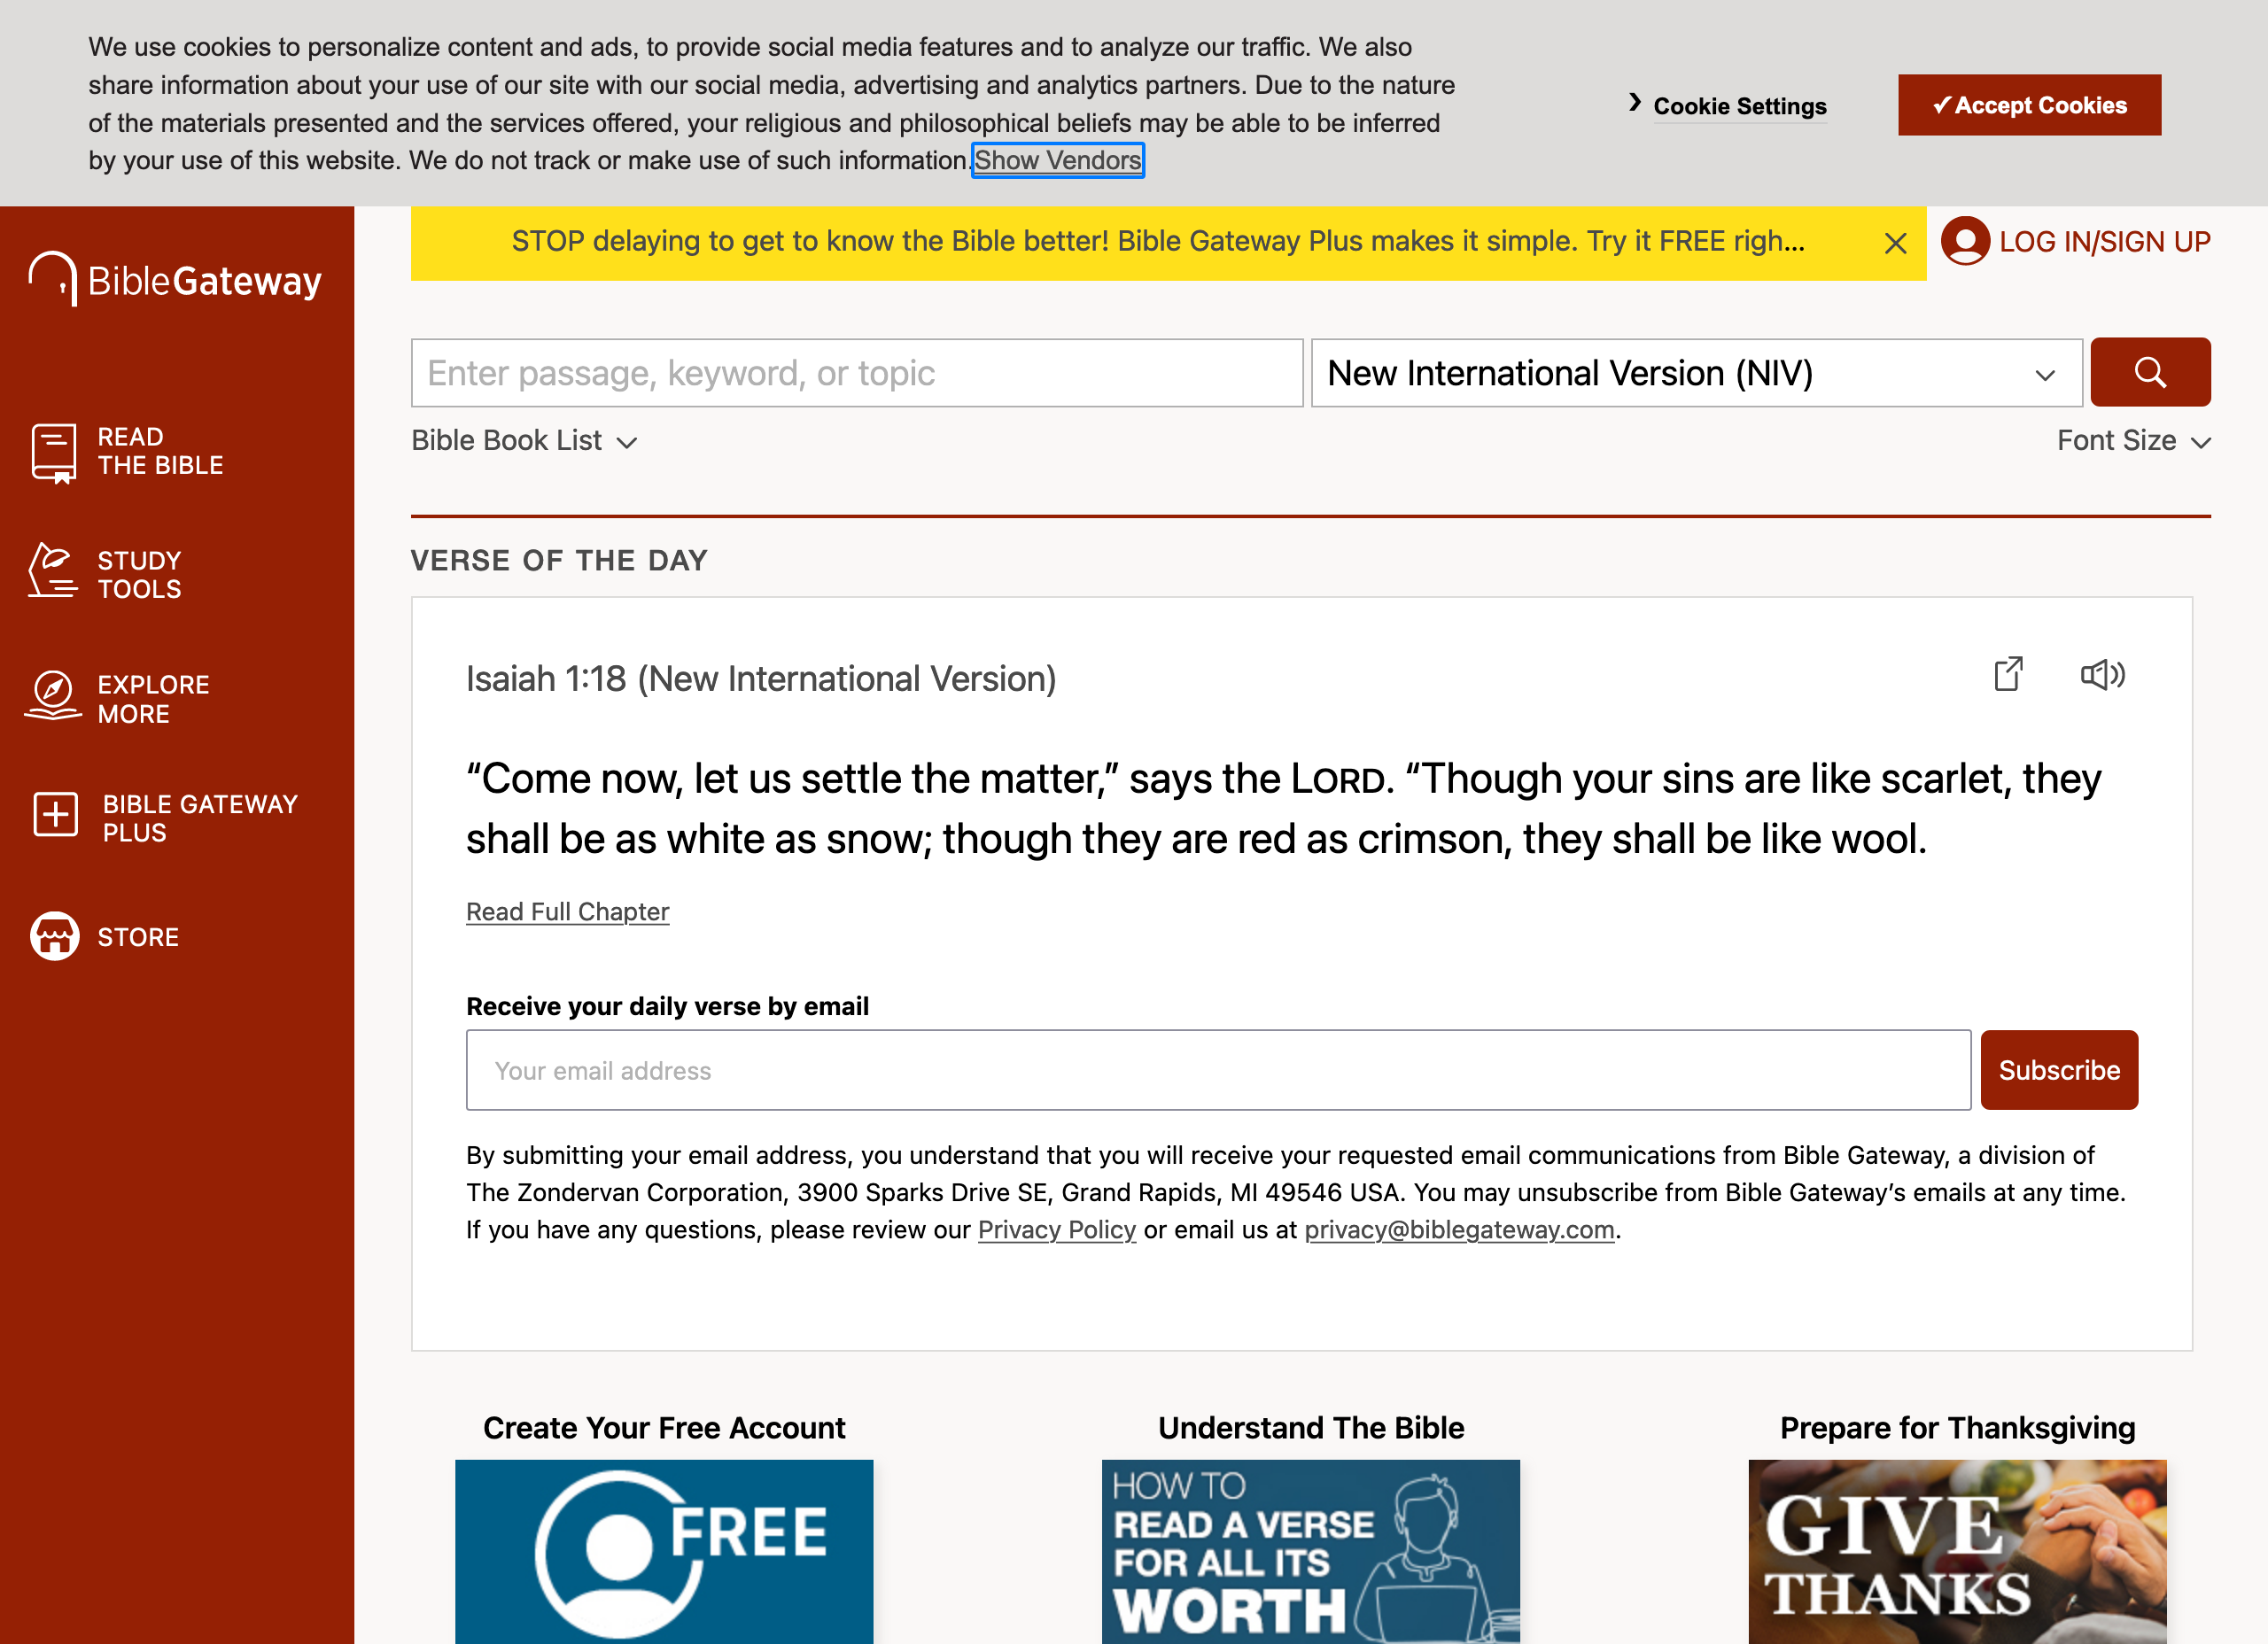 We use cookies to personalize content and ads, to provide social media features and to analyze our traffic. We also
share information about your use of our site with our social media, advertising and analytics partners. Due to the nature
of the materials presented and the services offered, your religious and philosophical beliefs may be able to be inferred
by your use of this website. We do not track or make use of such information.Show Vendors
Cookie Settings
✔Accept Cookies
BibleGateway
READ
THE BIBLE
STUDY
TOOLS
EXPLORE
MORE
BIBLE GATEWAY
PLUS
STORE
STOP delaying to get to know the Bible better! Bible Gateway Plus makes it simple. Try it FREE righ...
LOG IN/SIGN UP
Enter passage, keyword, or topic
New International Version (NIV)
Bible Book List
Font Size
VERSE OF THE DAY
Isaiah 1:18 (New International Version)
“Come now, let us settle the matter,” says the LORD. “Though your sins are like scarlet, they
shall be as white as snow; though they are red as crimson, they shall be like wool.
Read Full Chapter
Receive your daily verse by email
Your email address
Subscribe
By submitting your email address, you understand that you will receive your requested email communications from Bible Gateway, a division of
The Zondervan Corporation, 3900 Sparks Drive SE, Grand Rapids, MI 49546 USA. You may unsubscribe from Bible Gateway’s emails at any time.
If you have any questions, please review our Privacy Policy or email us at privacy@biblegateway.com.
Create Your Free Account
FREE
Understand The Bible
HOW TO
READ A VERSE
FOR ALL ITS
WORTH
Prepare for Thanksgiving
GIVE
THANKS